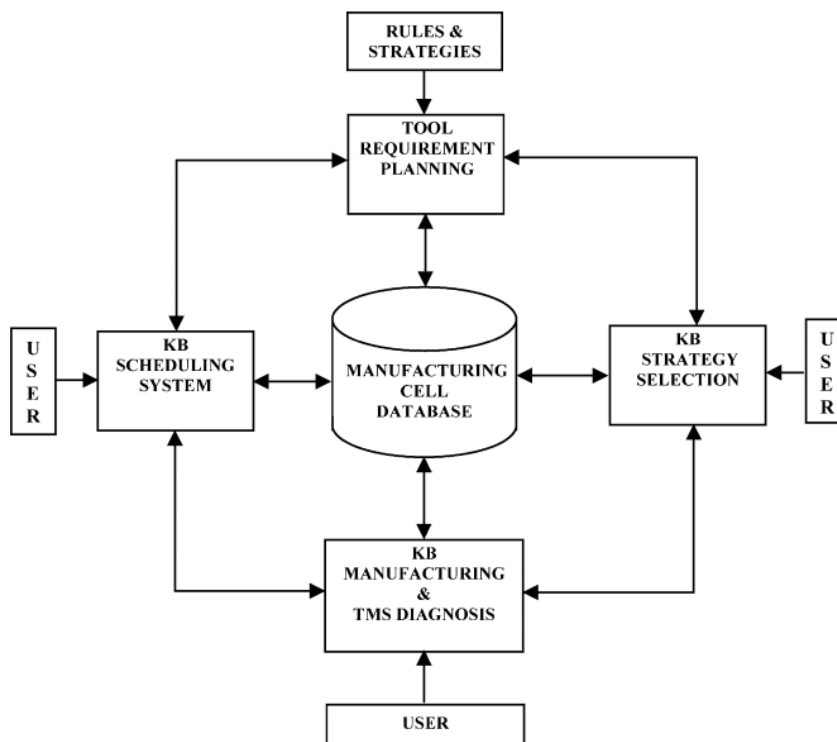 RULES &
STRATEGIES
TOOL
REQUIREMENT
PLANNING
U
S
E
R
KB
SCHEDULING
SYSTEM
MANUFACTURING
CELL
DATABASE
KB
STRATEGY
SELECTION
U
S
E
R
KB
MANUFACTURING
&
TMS DIAGNOSIS
USER